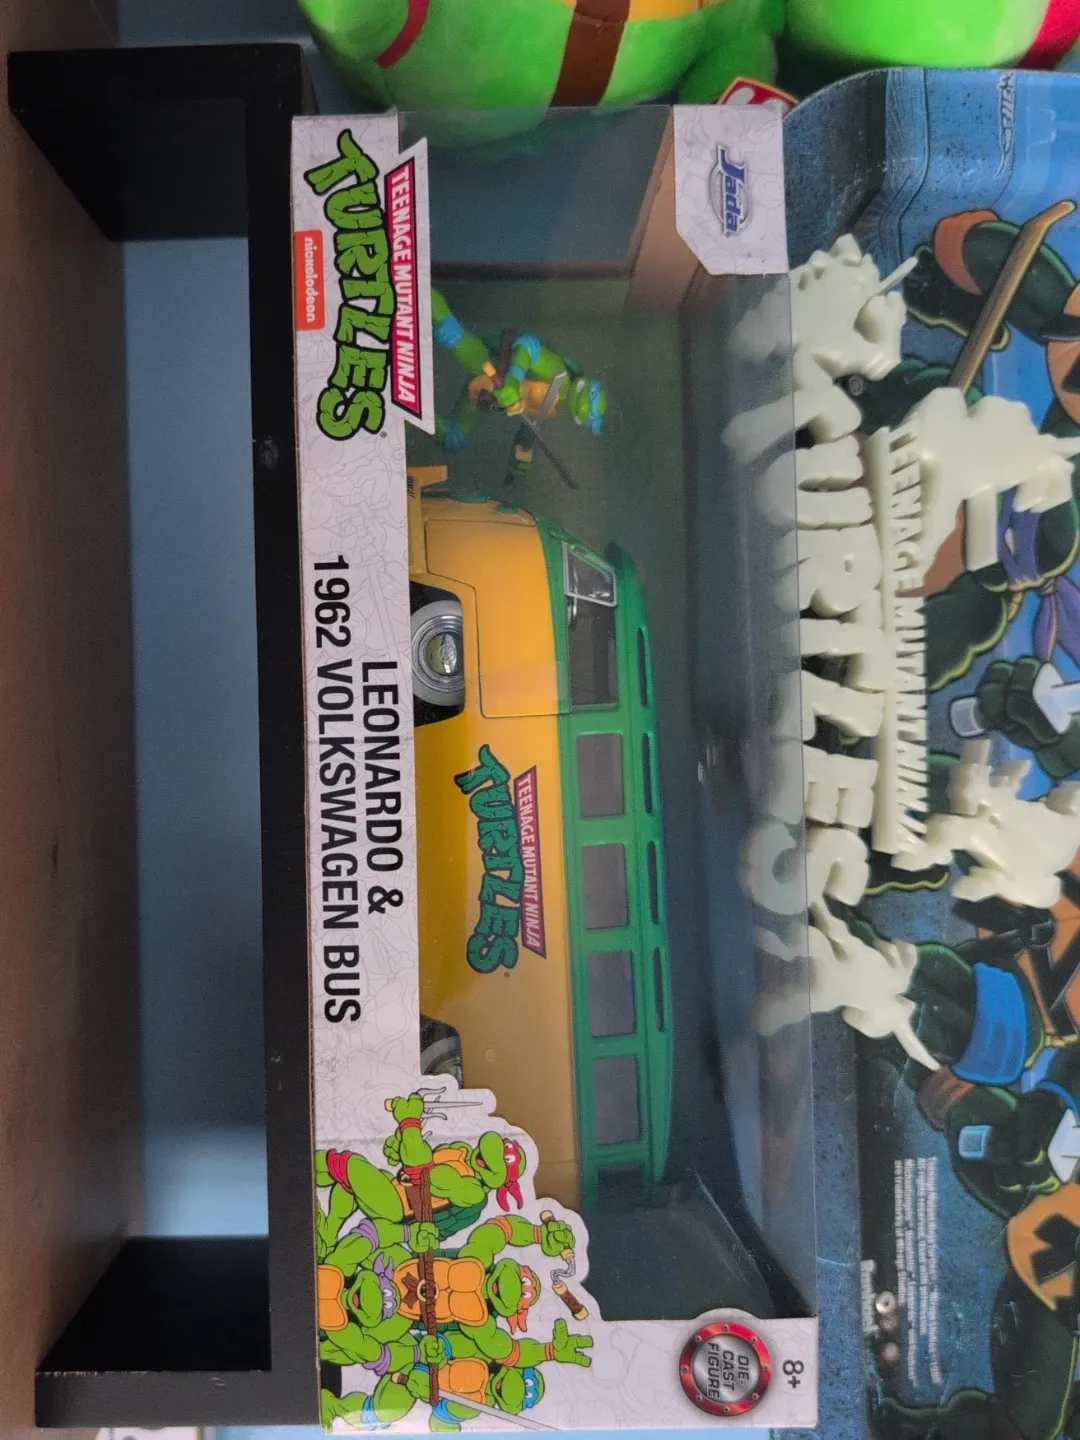 TEENAGE MUTANT NINJA
TURTLES
nickelodeon
LEONARDO &
1962 VOLKSWAGEN BUS
Jada
TEENAGE MUTANT NINJA
TURTLES
DIE-
CAST
FIGURE
8+
TEENAGE MUTANT NINJA
TURTLES